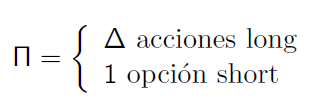 Π = { Δ acciones long
1 opción short